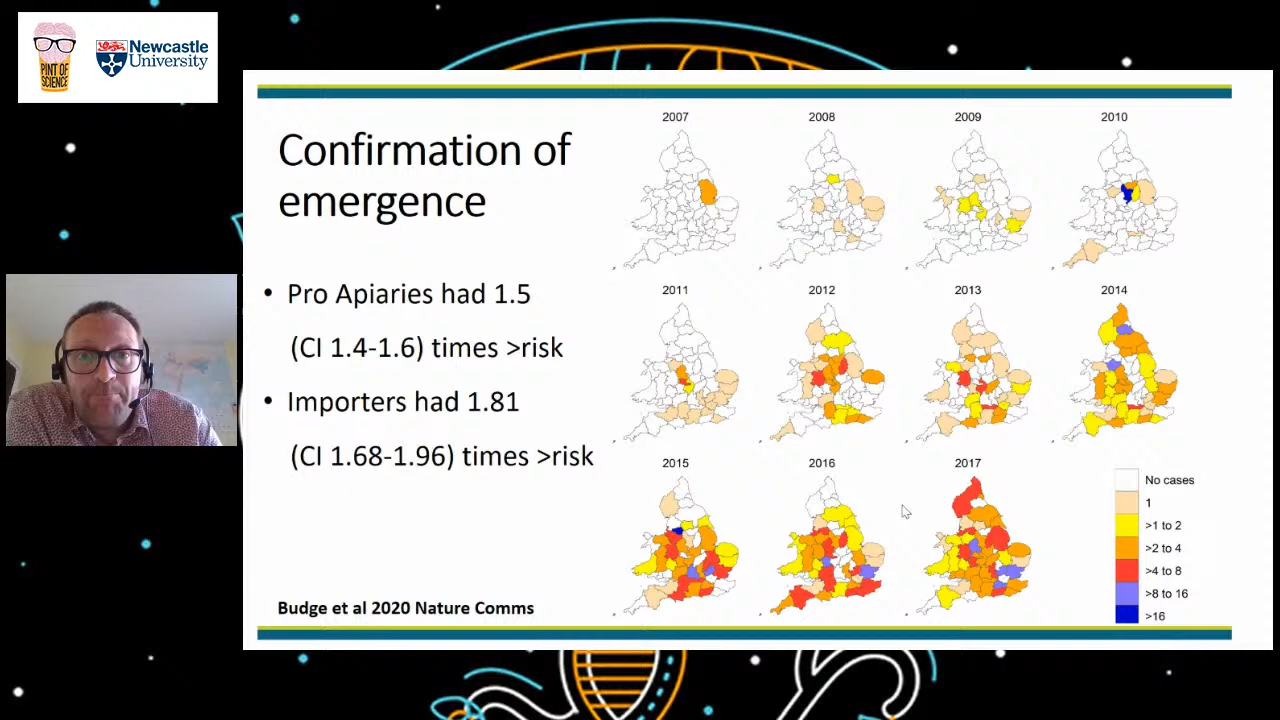 PINT OF
SCIENCE
Newcastle
University
Confirmation of
emergence
• Pro Apiaries had 1.5
(CI 1.4-1.6) times >risk
• Importers had 1.81
(CI 1.68-1.96) times >risk
Budge et al 2020 Nature Comms
2007
2008
2009
2010
2011
2012
2013
2014
2015
2016
2017
No cases
1
>1 to 2
>2 to 4
>4 to 8
>8 to 16
>16